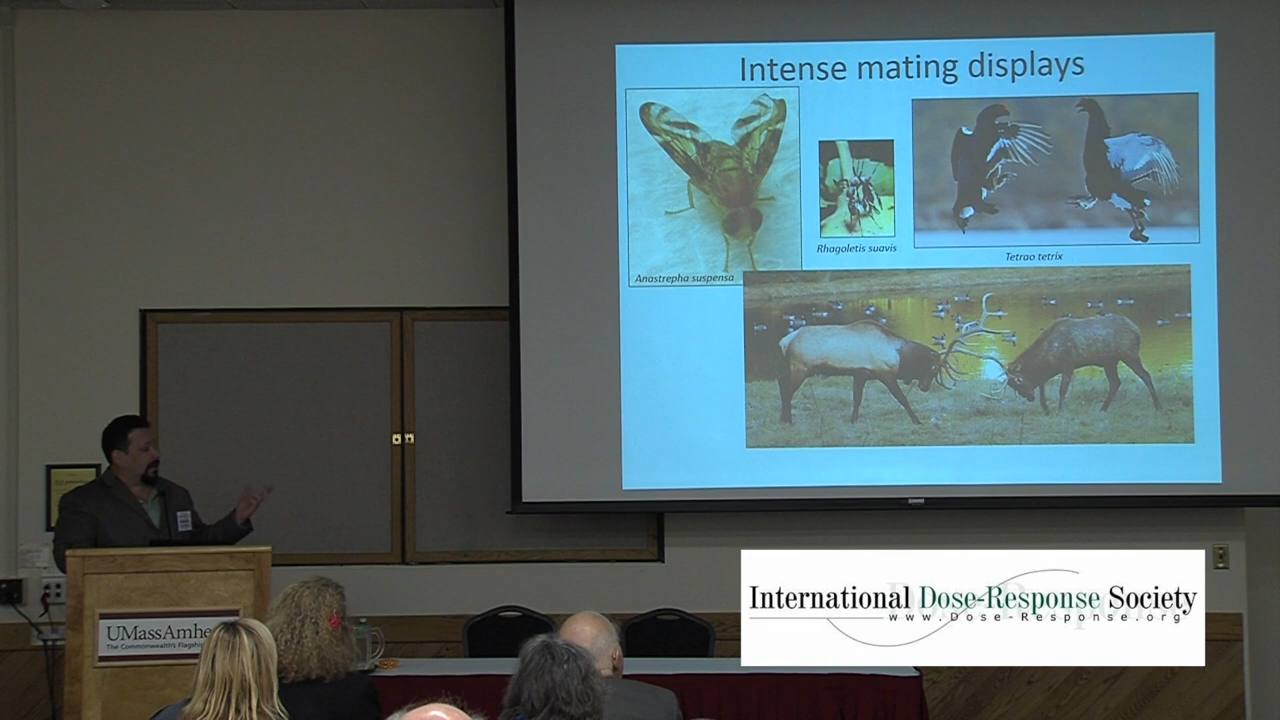 Intense mating displays
Anastrepha suspensa
Rhagoletis suavis
Tetrao tetrix
UMassAmhe
The Commonwealth's Flagship
International Dose-Response Society
www.Dose-Response.org